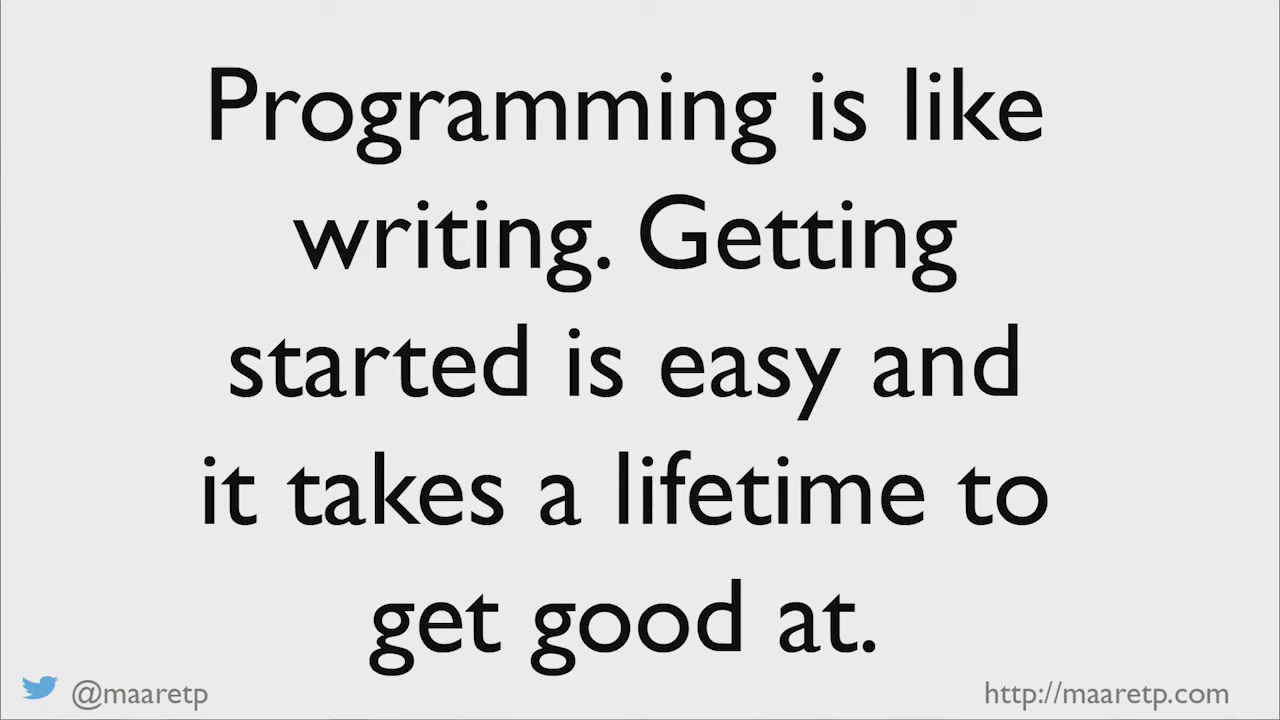 Programming is like
writing. Getting
started is easy and
it takes a lifetime to
get good at.
@maaretp
http://maaretp.com